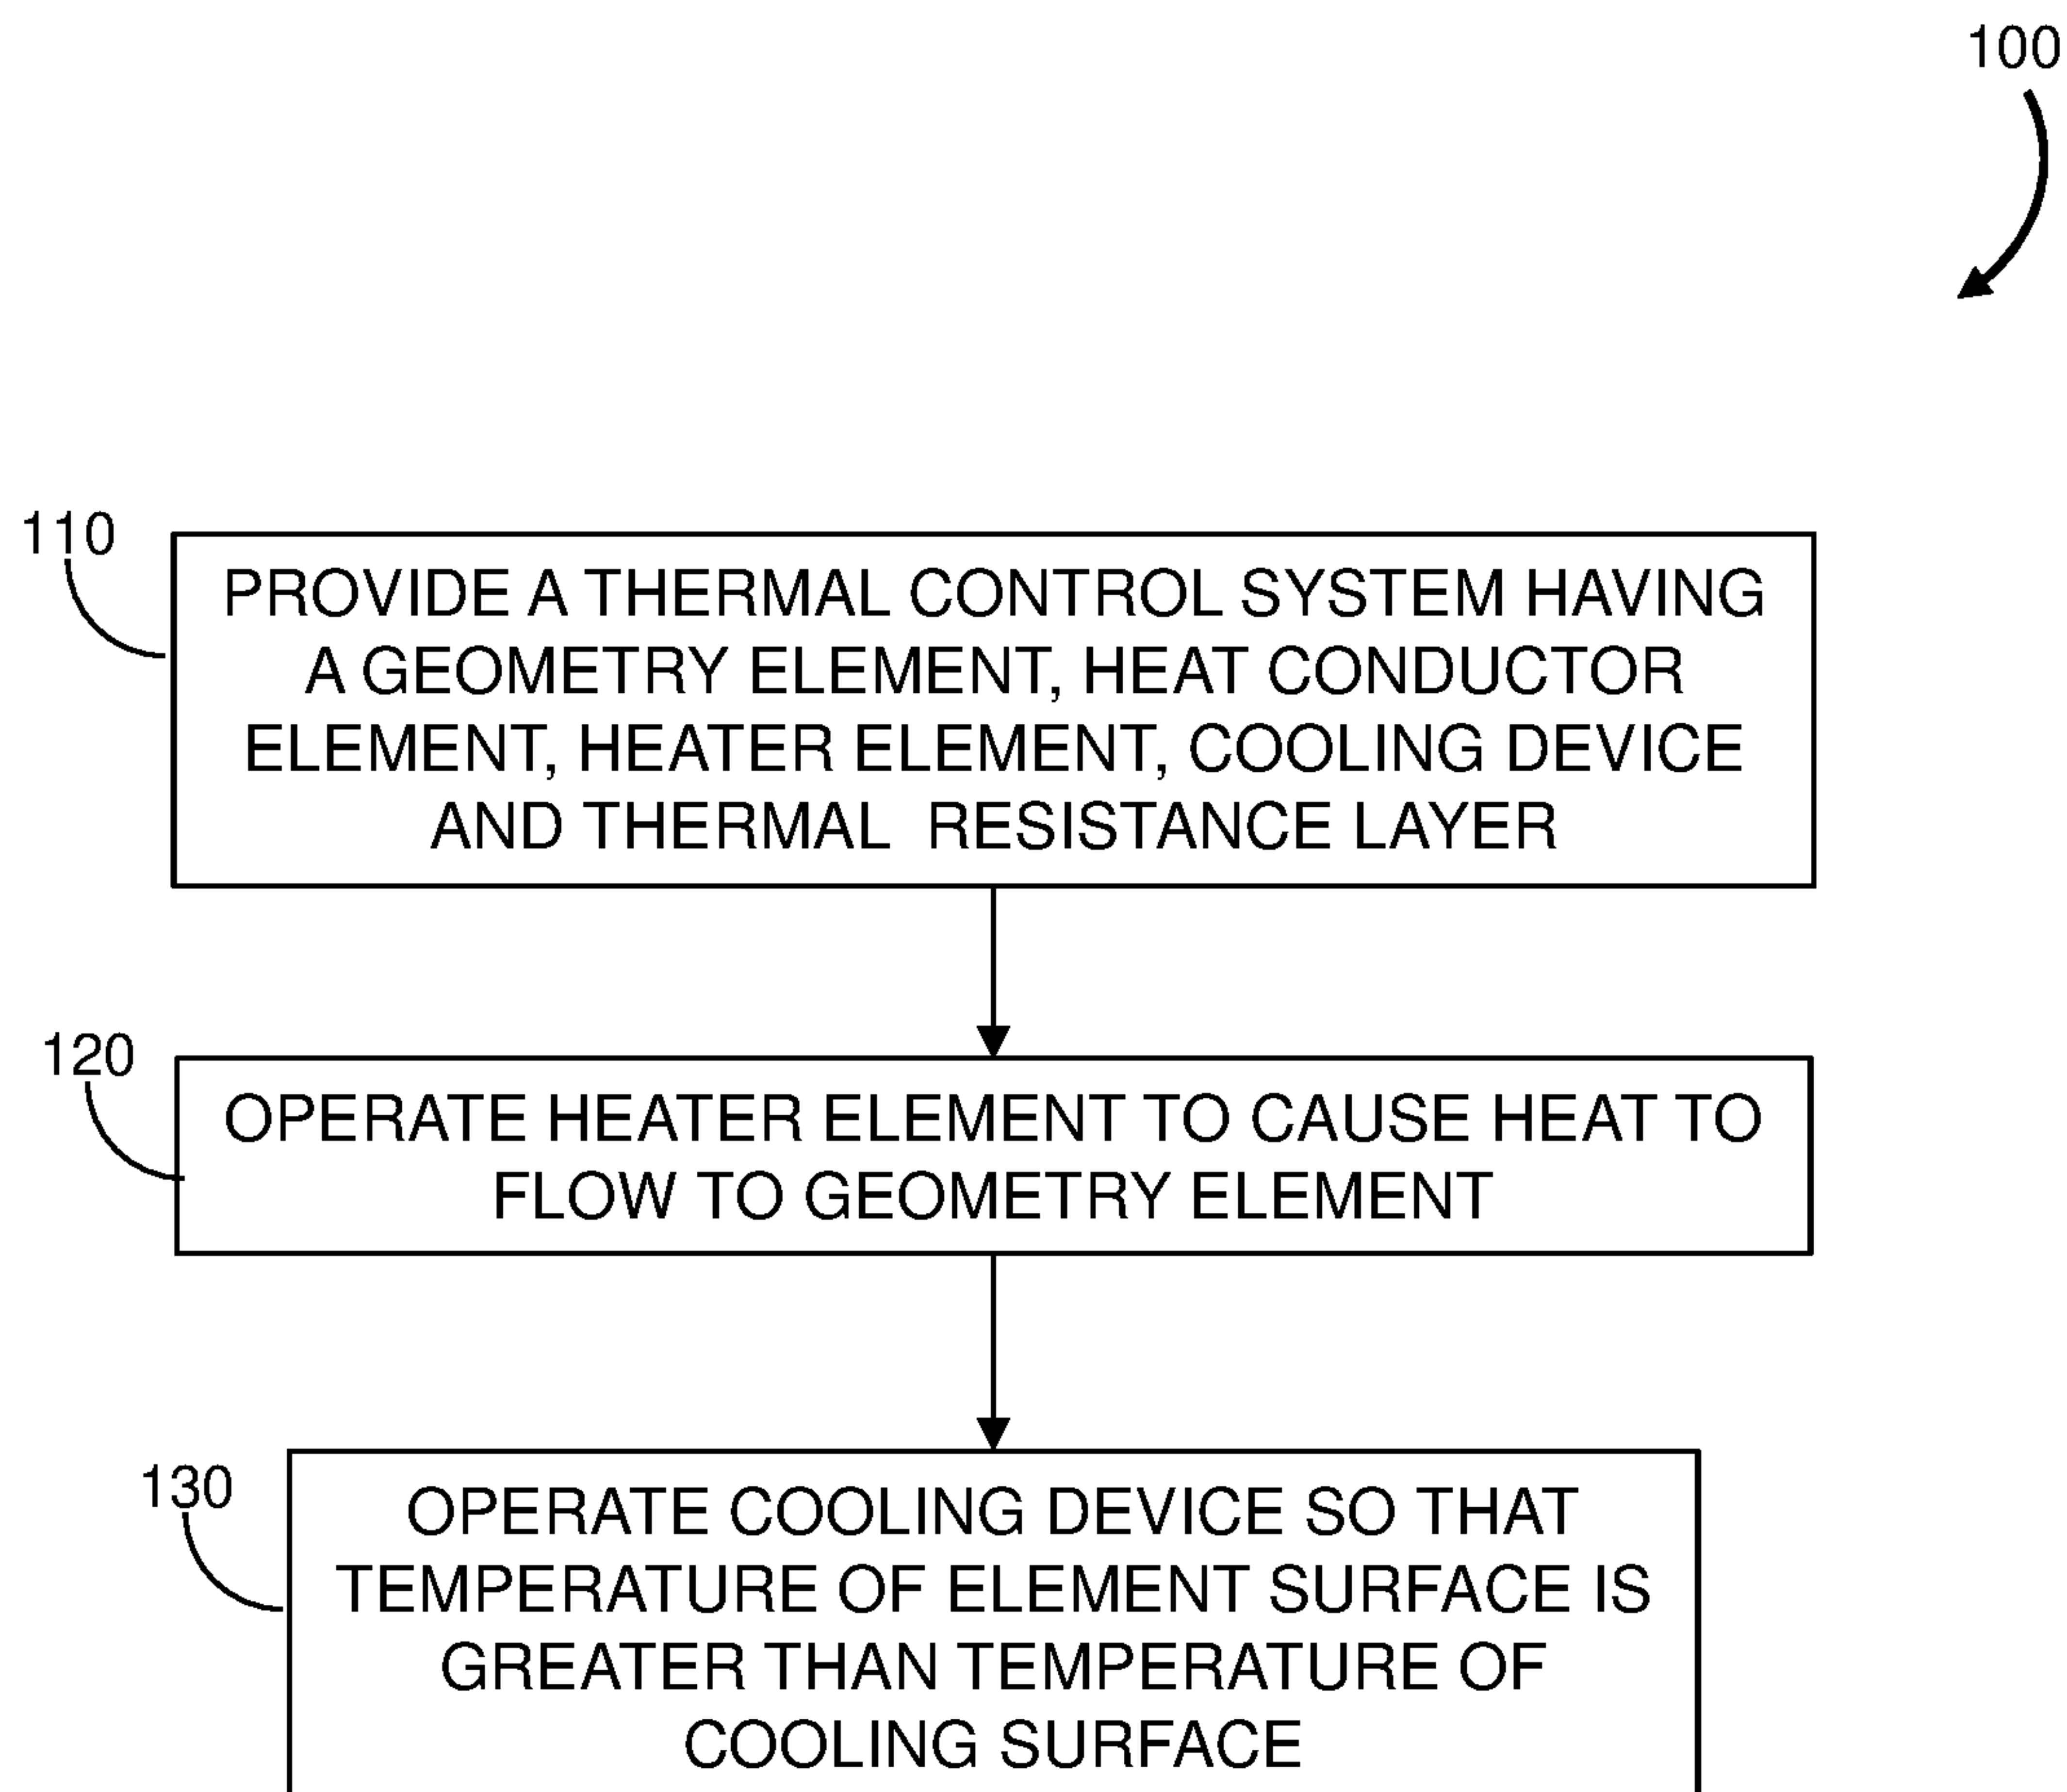 100
110
PROVIDE A THERMAL CONTROL SYSTEM HAVING
A GEOMETRY ELEMENT, HEAT CONDUCTOR
ELEMENT, HEATER ELEMENT, COOLING DEVICE
AND THERMAL RESISTANCE LAYER
120
OPERATE HEATER ELEMENT TO CAUSE HEAT TO
FLOW TO GEOMETRY ELEMENT
130
OPERATE COOLING DEVICE SO THAT
TEMPERATURE OF ELEMENT SURFACE IS
GREATER THAN TEMPERATURE OF
COOLING SURFACE